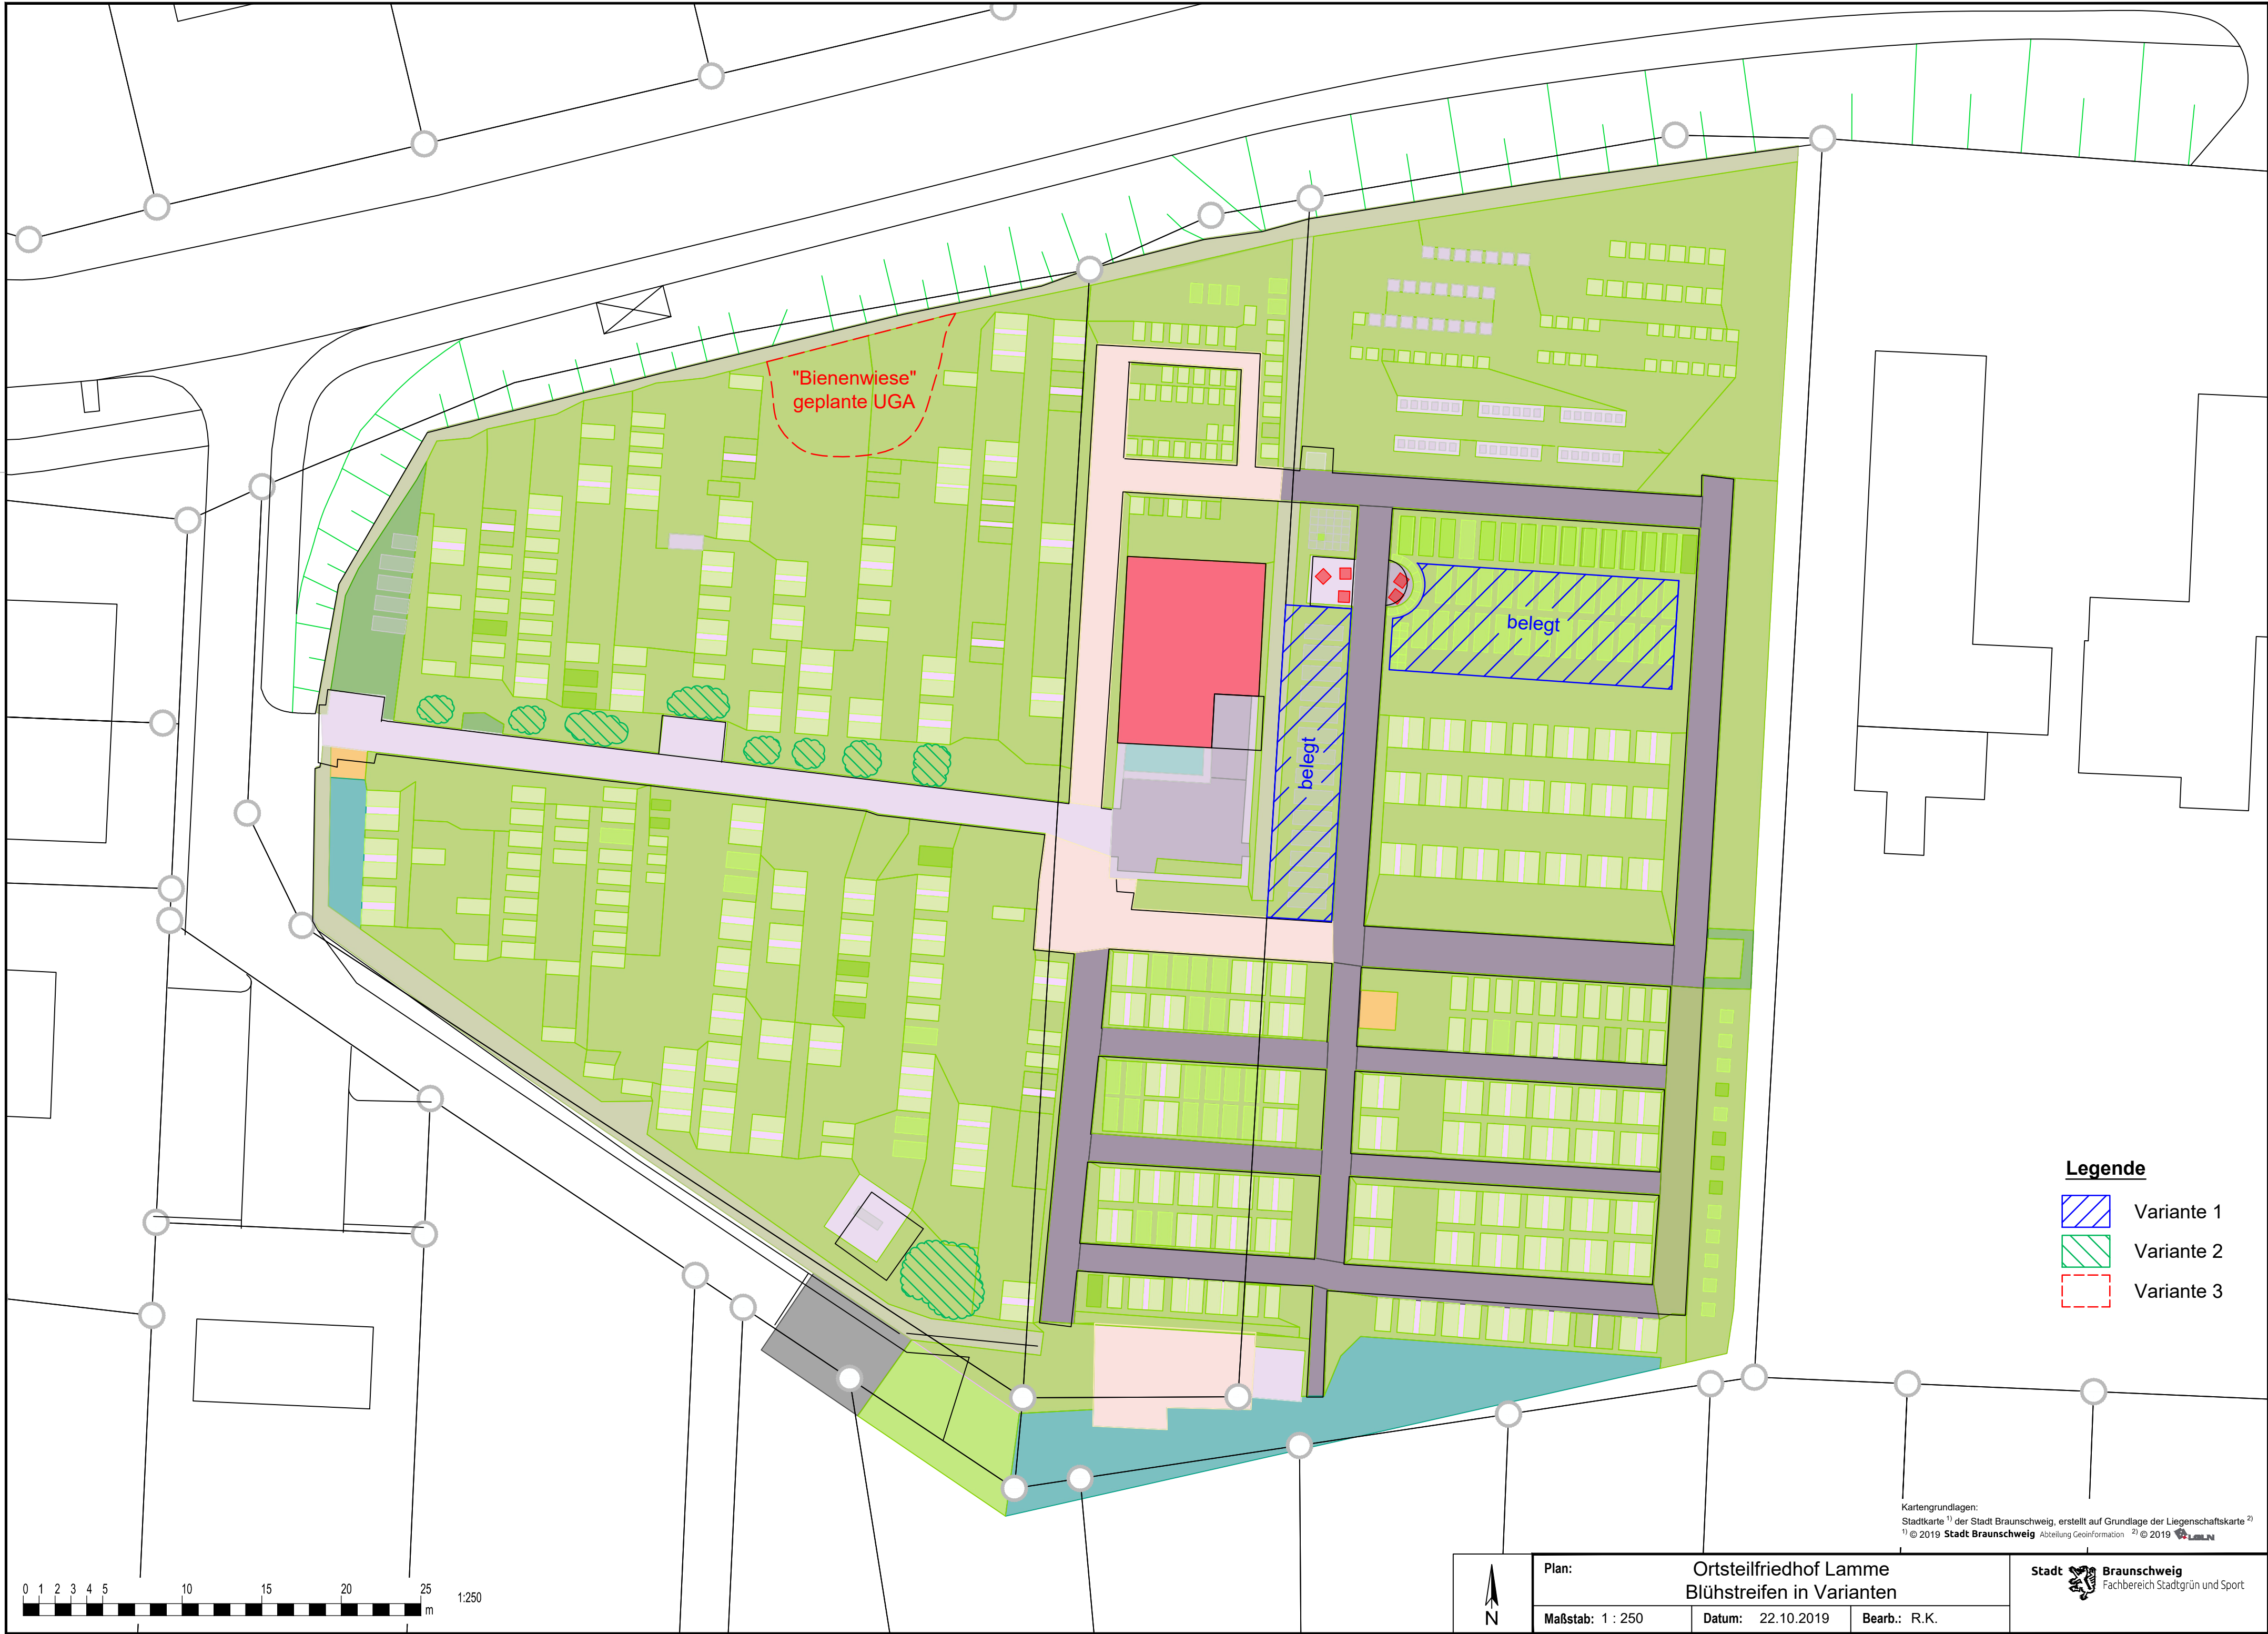 "Bienenwiese"
geplante UGA
belegt
belegt
Legende
Variante 1
Variante 2
Variante 3
Kartengrundlagen:
Stadtkarte 1) der Stadt Braunschweig, erstellt auf Grundlage der Liegenschaftskarte 2)
1) © 2019 Stadt Braunschweig Abteilung Geoinformation 2) © 2019 LGLN
0 1 2 3 4 5 10 15 20 25
m
1:250
N
Plan:
Ortsteilfriedhof Lamme
Blühstreifen in Varianten
Maßstab: 1 : 250
Datum: 22.10.2019
Bearb.: R.K.
Stadt Braunschweig
Fachbereich Stadtgrün und Sport